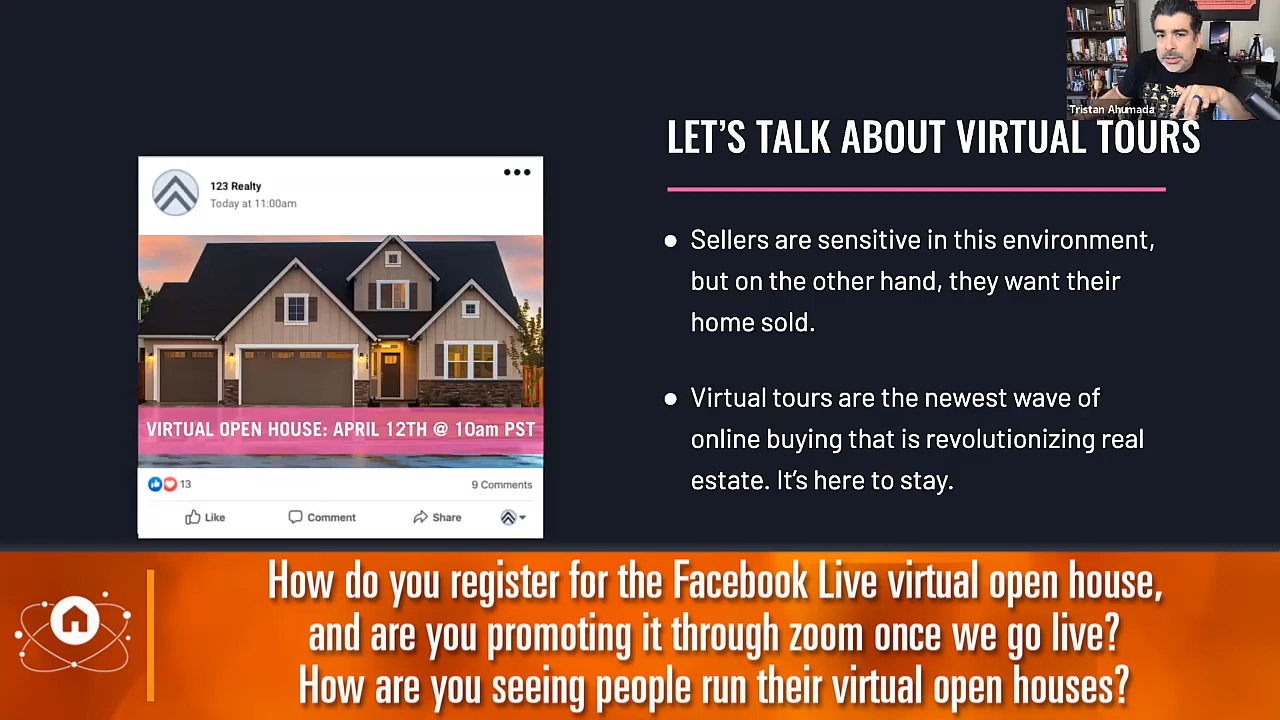 Tristan Ahumada
LET'S TALK ABOUT VIRTUAL TOURS
123 Realty
Today at 11:00am
VIRTUAL OPEN HOUSE: APRIL 12TH @ 10am PST
13
9 Comments
Like
Comment
Share
● Sellers are sensitive in this environment,
but on the other hand, they want their
home sold.
● Virtual tours are the newest wave of
online buying that is revolutionizing real
estate. It's here to stay.
How do you register for the Facebook Live virtual open house,
and are you promoting it through zoom once we go live?
How are you seeing people run their virtual open houses?